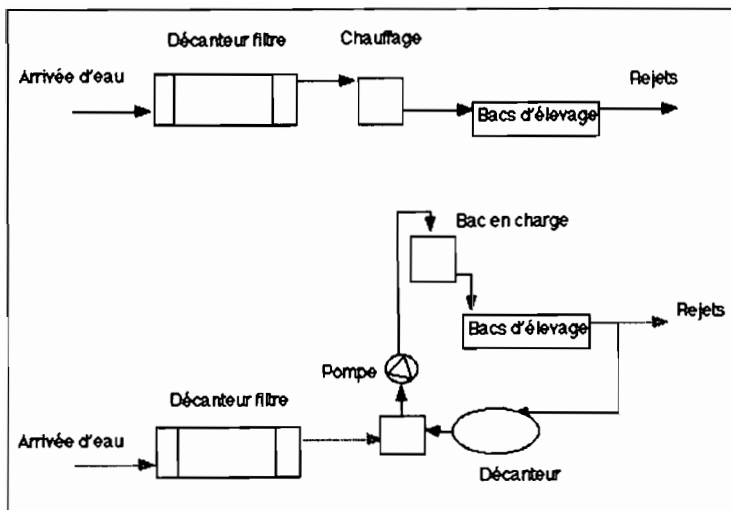 Décanteur filtre
Chauffage
Arrivée d'eau
Rejets
Bacs d'élevage
Bac en charge
Bacs d'élevage
Rejets
Pompe
Décanteur filtre
Arrivée d'eau
Décanteur